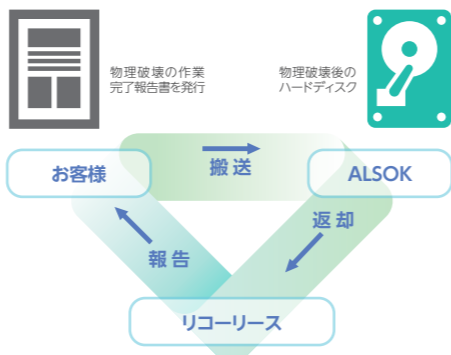 物理破壊の作業
完了報告書を発行
物理破壊後の
ハードディスク
お客様
搬送
ALSOK
返却
報告
リコーリース